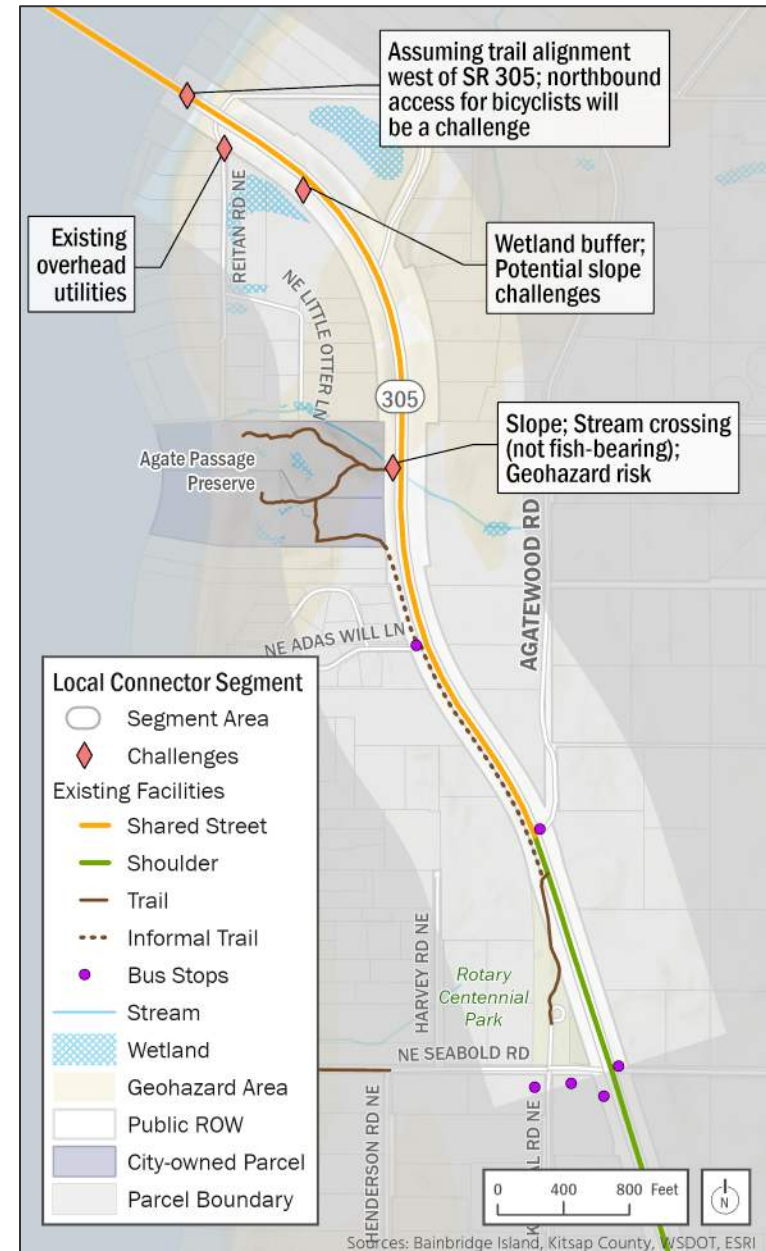 Assuming trail alignment
west of SR 305; northbound
access for bicyclists will
be a challenge
Existing
overhead
utilities
REITAN RD NE
Wetland buffer;
Potential slope
challenges
NE LITTLE OTTER LN
305
Slope; Stream crossing
(not fish-bearing);
Geohazard risk
Agate Passage
Preserve
AGATEWOOD RD
NE ADAS WILL LN
Local Connector Segment
Segment Area
Challenges
Existing Facilities
Shared Street
Shoulder
Trail
Informal Trail
Bus Stops
Stream
Wetland
Geohazard Area
Public ROW
City-owned Parcel
Parcel Boundary
HARVEY RD NE
Rotary
Centennial
Park
NE SEABOLD RD
HENDERSON RD NE
AL RD NE
0 400 800 Feet
N
Sources: Bainbridge Island, Kitsap County, WSDOT, ESRI